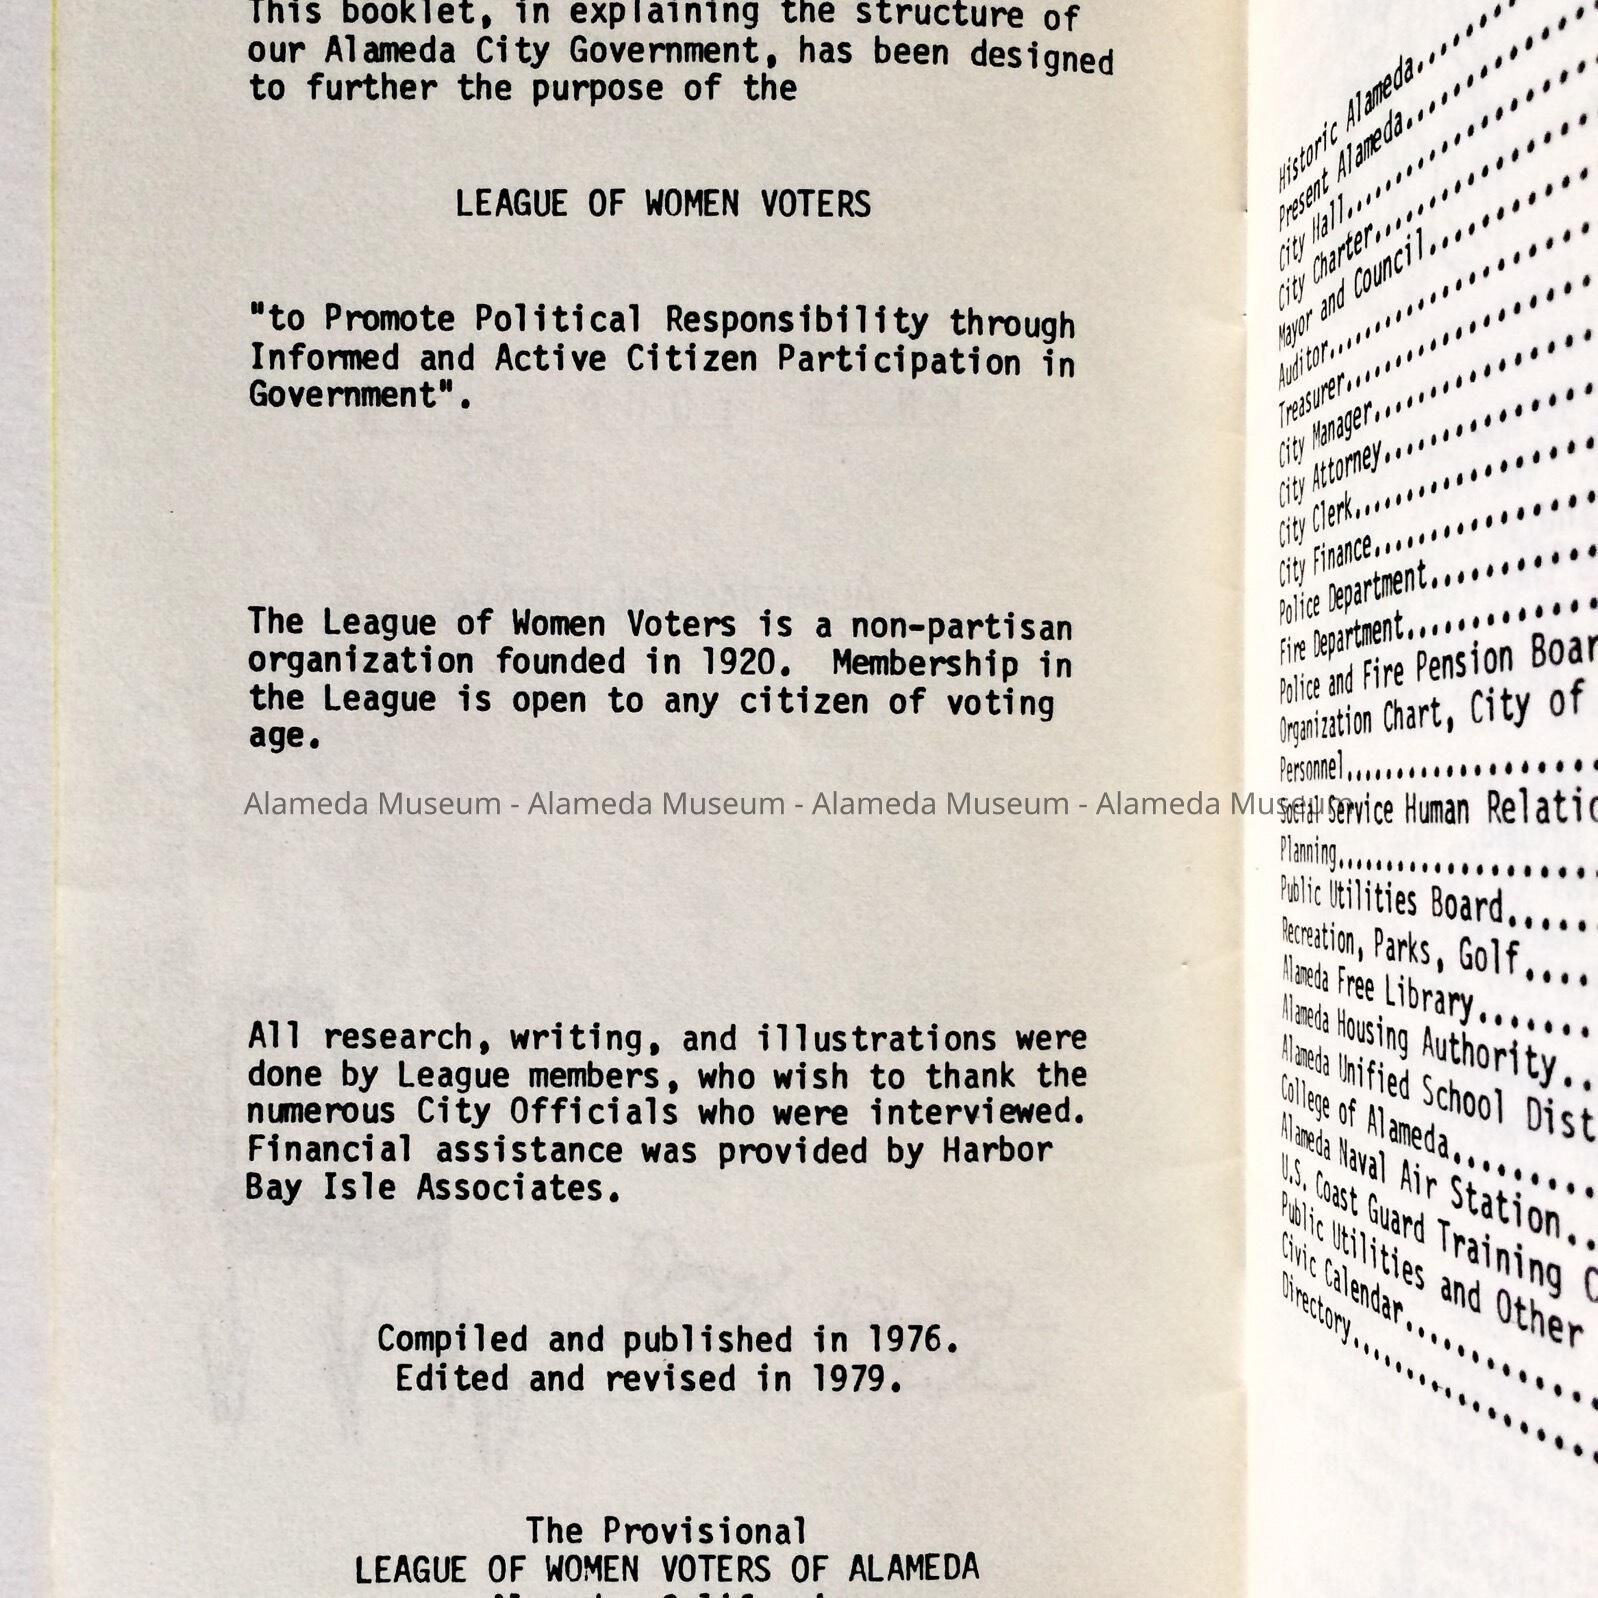 This booklet, in explaining the structure of
our Alameda City Government, has been designed
to further the purpose of the
LEAGUE OF WOMEN VOTERS
"to Promote Political Responsibility through
Informed and Active Citizen Participation in
Government".
The League of Women Voters is a non-partisan
organization founded in 1920. Membership in
the League is open to any citizen of voting
age.
Alameda Museum - Alameda Museum - Alameda Museum - Alameda Museum
All research, writing, and illustrations were
done by League members, who wish to thank the
numerous City Officials who were interviewed.
Financial assistance was provided by Harbor
Bay Isle Associates.
Compiled and published in 1976.
Edited and revised in 1979.
The Provisional
LEAGUE OF WOMEN VOTERS OF ALAMEDA
Historic Alameda
Present Alameda
City Hall
City Charter
Mayor and Council
Auditor
Treasurer
City Manager
City Attorney
City Clerk
City Finance
Police Department
Fire Department
Police and Fire Pension Boar
Organization Chart, City of
Personnel
Social Service Human Relatio
Planning
Public Utilities Board
Recreation, Parks, Golf
Alameda Free Library
Alameda Housing Authority
Alameda Unified School Dist
College of Alameda
Alameda Naval Air Station
U.S. Coast Guard Training C
Public Utilities and Other
Civic Calendar
Directory